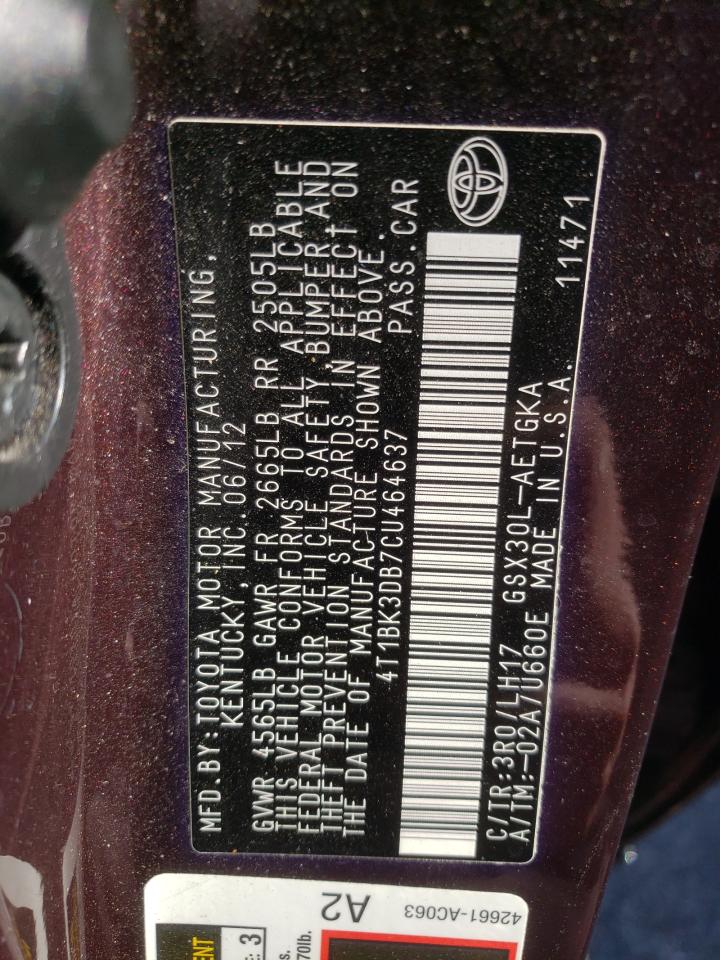 MFD.BY:TOYOTA MOTOR MANUFACTURING,
KENTUCKY,INC.06/12
GVWR 4565LB GAWR FR 2665LB RR 2505LB
THIS VEHICLE CONFORMS TO ALL APPLICABLE
FEDERAL MOTOR VEHICLE SAFETY,BUMPER,AND
THEFT PREVENTION STANDARDS IN EFFECT ON
THE DATE OF MANUFACTURE SHOWN ABOVE.
4T1BK3DB7CU464637 PASS.CAR
C/TR:3R0/LH17 GSX30L-AETGKA
A/TM:-02A/U660E MADE IN U.S.A. 11471
A2
42661-AC063
3
70lb.